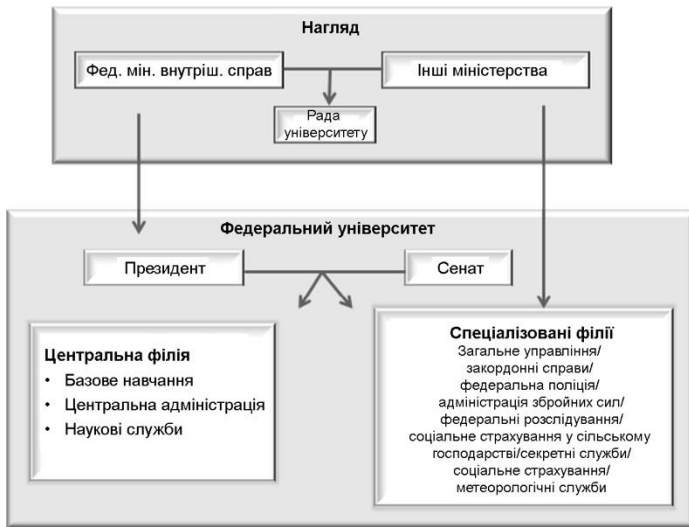 Нагляд
Фед. мін. внутріш. справ
Інші міністерства
Рада
університету
Федеральний університет
Президент
Сенат
Центральна філія
• Базове навчання
• Центральна адміністрація
• Наукові служби
Спеціалізовані філії
Загальне управління/
закордонні справи/
федеральна поліція/
адміністрація збройних сил/
федеральні розслідування/
соціальне страхування у сільському
господарстві/секретні служби/
соціальне страхування/
метеорологічні служби